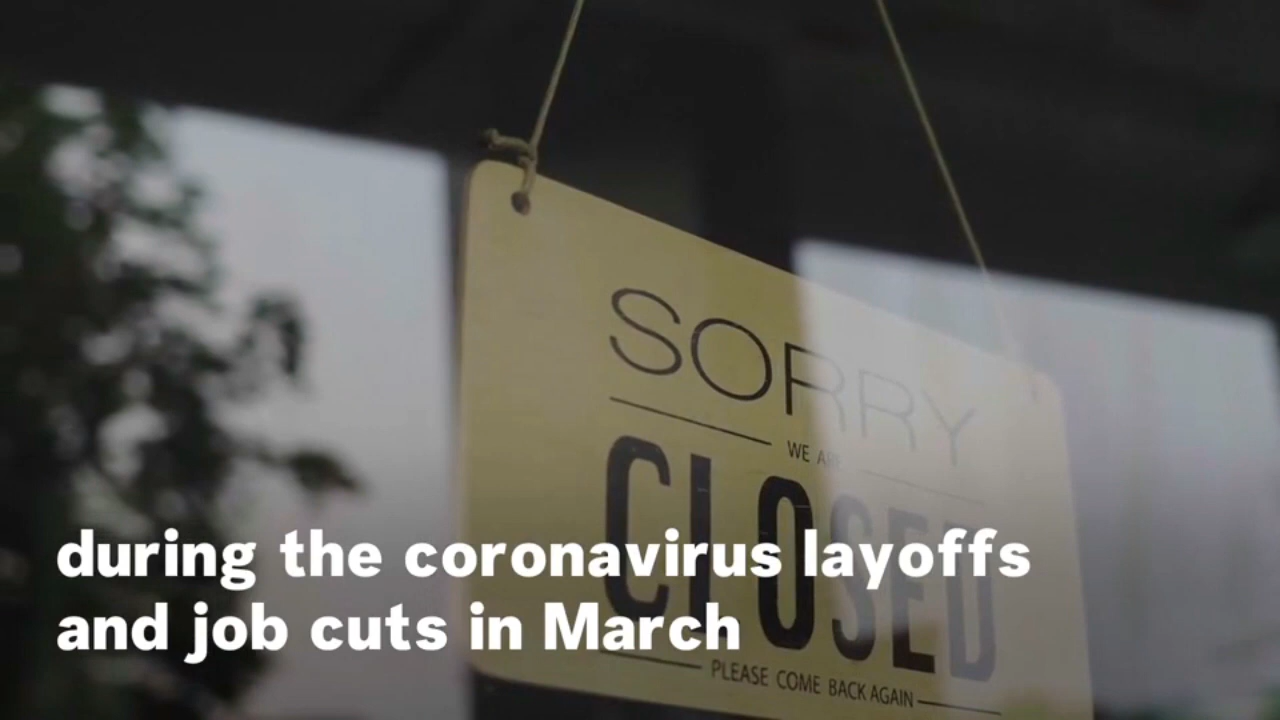 SORRY
WE ARE
CLOSED
during the coronavirus layoffs
and job cuts in March
PLEASE COME BACK AGAIN